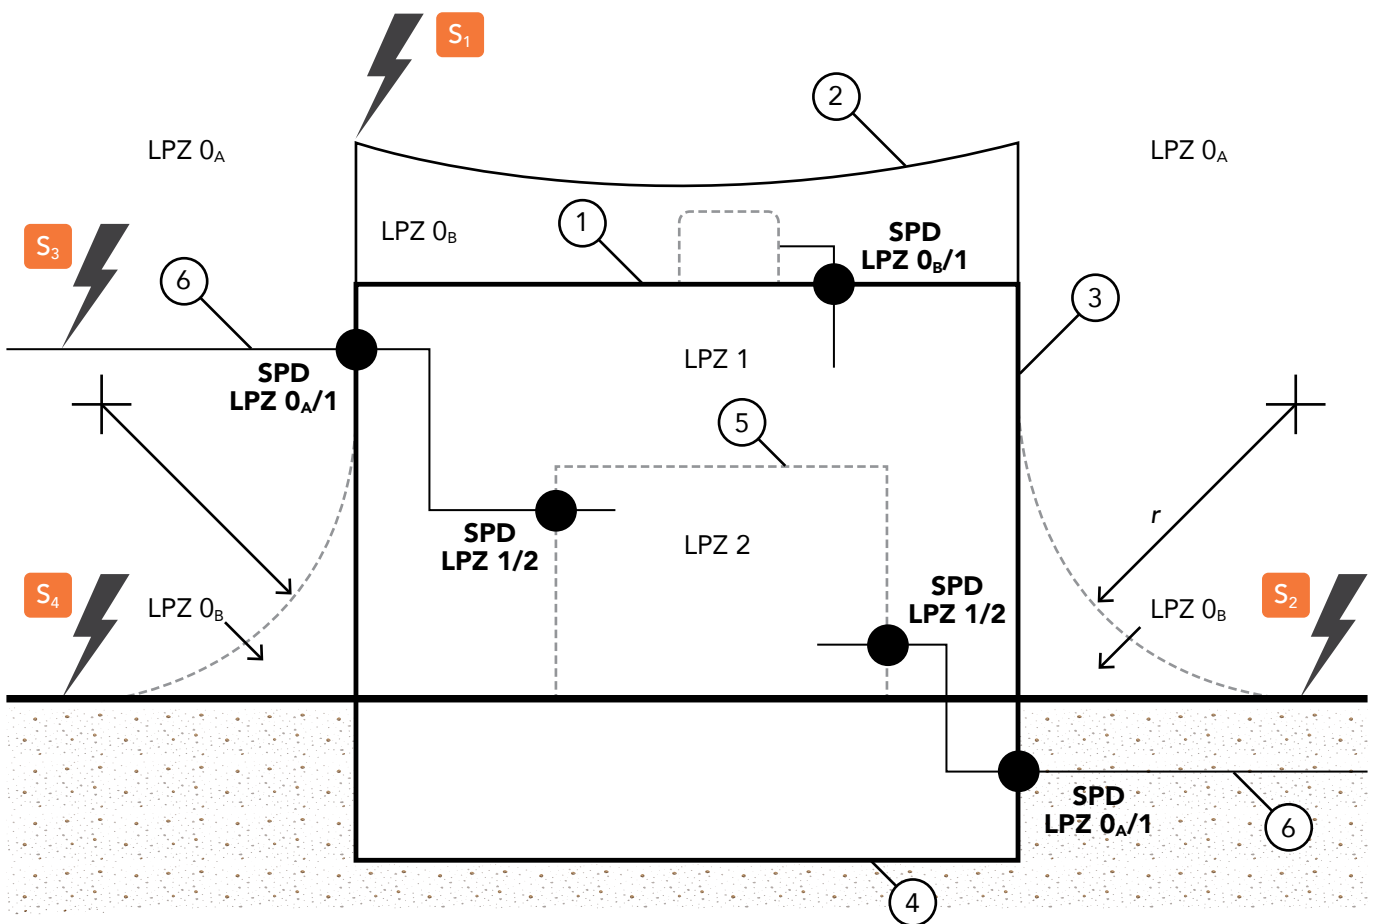 S₁
2
LPZ 0A
LPZ 0A
1
LPZ 0B
SPD
LPZ 0B/1
S₃
6
3
LPZ 1
SPD
LPZ 0A/1
5
r
SPD
LPZ 1/2
LPZ 2
S₄
LPZ 0B
SPD
LPZ 1/2
LPZ 0B
S₂
SPD
LPZ 0A/1
6
4